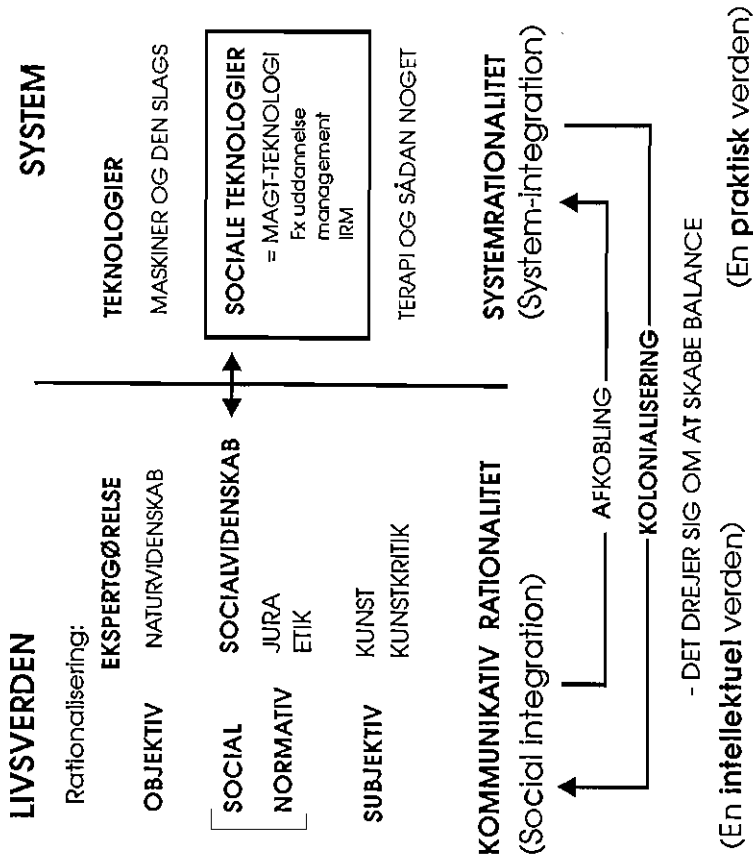 LIVSVERDEN
SYSTEM
Rationalisering:
EKSPERTGØRELSE
TEKNOLOGIER
OBJEKTIV
NATURVIDENSKAB
MASKINER OG DEN SLAGS
SOCIAL
SOCIALVIDENSKAB
SOCIALE TEKNOLOGIER
= MAGT-TEKNOLOGI
Fx uddannelse
management
IRM
NORMATIV
JURA
ETIK
SUBJEKTIV
KUNST
KUNSTKRITIK
TERAPI OG SÅDAN NOGET
KOMMUNIKATIV RATIONALITET
(Social integration)
SYSTEMRATIONALITET
(System-integration)
AFKOBLING
KOLONIALISERING
- DET DREJER SIG OM AT SKABE BALANCE
(En intellektuel verden)
(En praktisk verden)